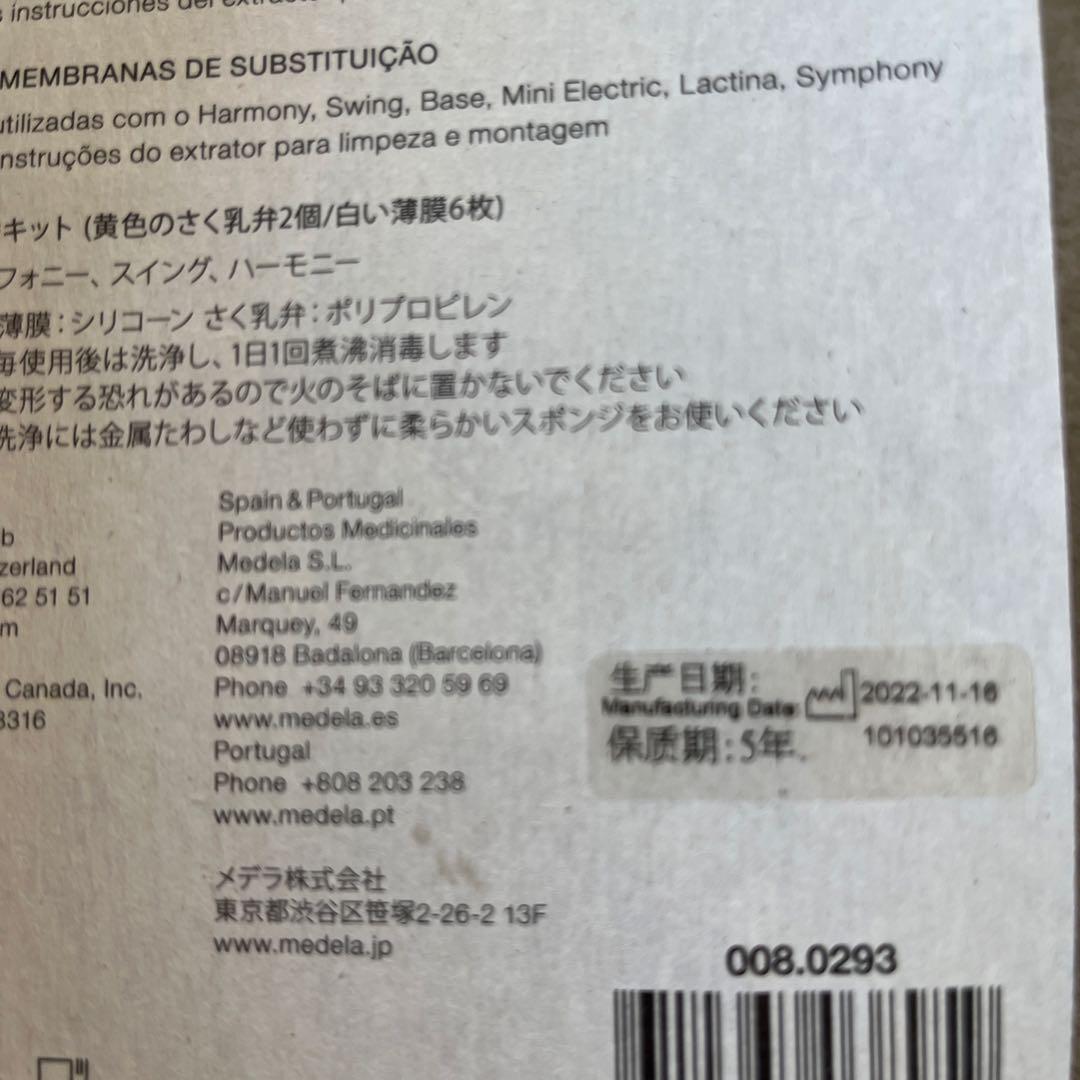 instrucciones del
MEMBRANAS DE SUBSTITUIÇÃO
utilizadas com o Harmony, Swing, Base, Mini Electric, Lactina, Symphony
nstruções do extrator para limpeza e montagem
キット (黄色のさく乳弁2個/白い薄膜6枚)
フォニー、スイング、ハーモニー
薄膜：シリコーン さく乳弁：ポリプロピレン
毎使用後は洗浄し、1日1回煮沸消毒します
変形する恐れがあるので火のそばに置かないでください
洗浄には金属たわしなど使わずに柔らかいスポンジをお使いください
b
zerland
62 51 51
m
Canada, Inc.
8316
Spain & Portugal
Productos Medicinales
Medela S.L.
c/Manuel Fernandez
Marquey, 49
08918 Badalona (Barcelona)
Phone +34 93 320 59 69
www.medela.es
Portugal
Phone +808 203 238
www.medela.pt
メデラ株式会社
東京都渋谷区笹塚2-26-2 13F
www.medela.jp
生产日期:
Manufacturing Date:
2022-11-16
保质期:5年.
101035516
008.0293